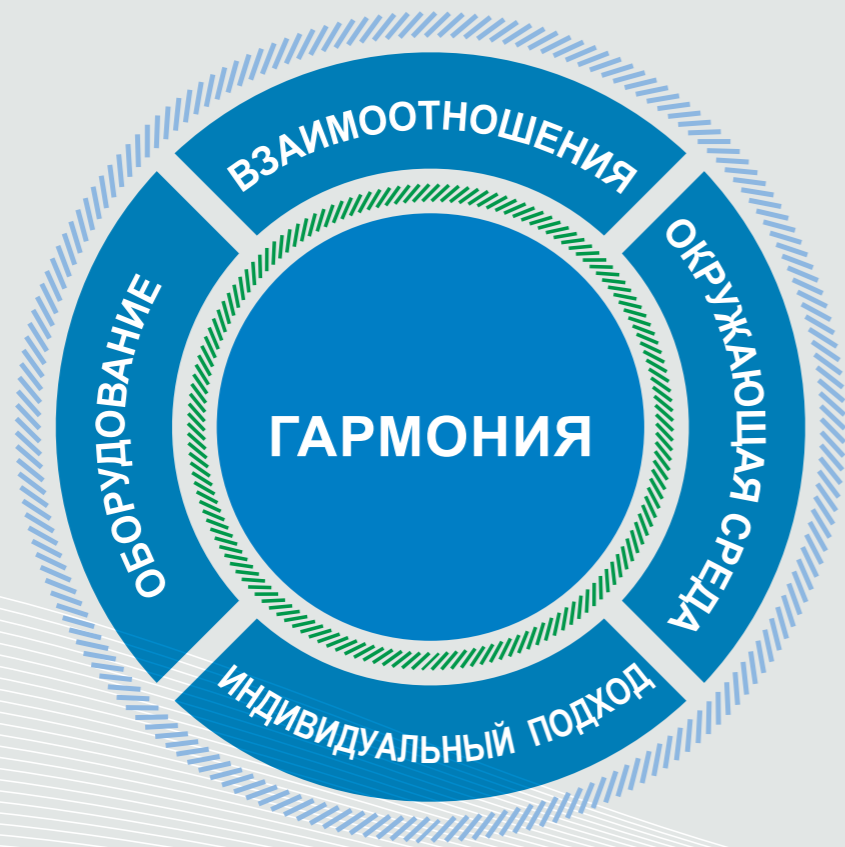 ВЗАИМООТНОШЕНИЯ
ОКРУЖАЮЩАЯ СРЕДА
ИНДИВИДУАЛЬНЫЙ ПОДХОД
ОБОРУДОВАНИЕ
ГАРМОНИЯ